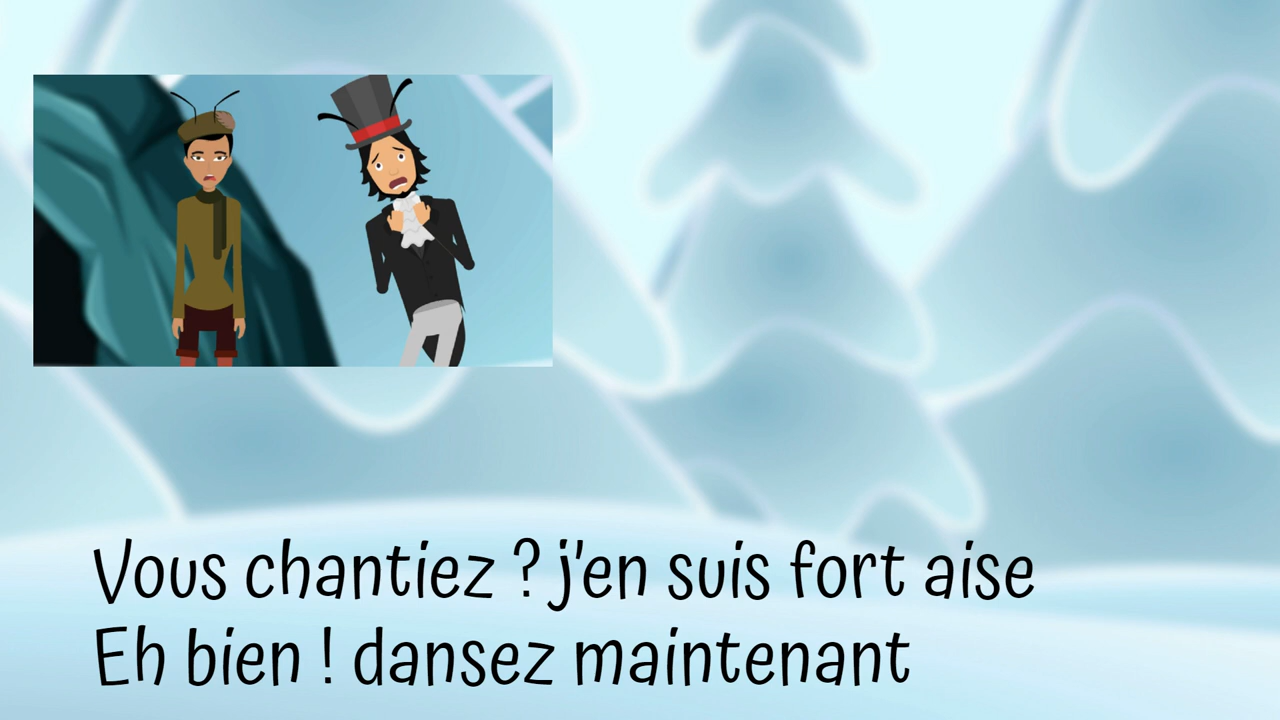 Vous chantiez ? j'en suis fort aise
Eh bien ! dansez maintenant